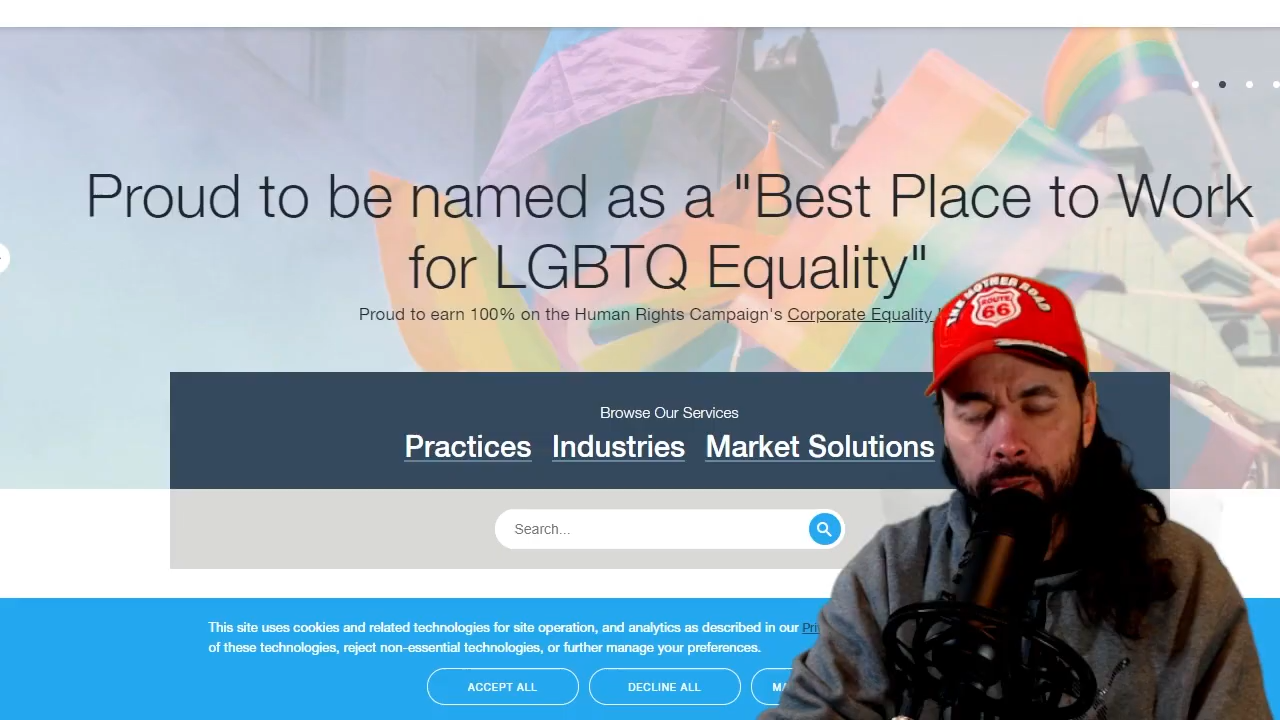 Proud to be named as a "Best Place to Work
for LGBTQ Equality"
Proud to earn 100% on the Human Rights Campaign's Corporate Equality
THE MOTHER ROAD
ROUTE
66
Browse Our Services
Practices Industries Market Solutions
Search...
This site uses cookies and related technologies for site operation, and analytics as described in our
of these technologies, reject non-essential technologies, or further manage your preferences.
ACCEPT ALL DECLINE ALL